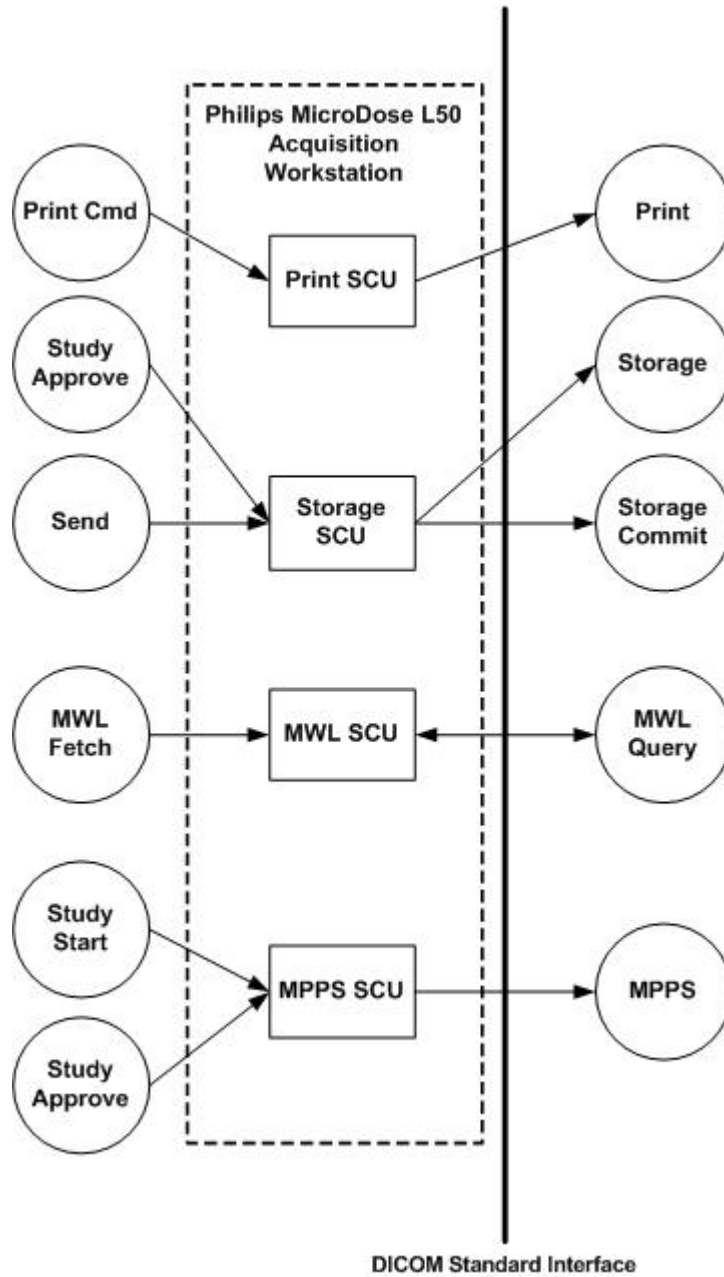 Philips MicroDose L50
Acquisition
Workstation
Print Cmd
Print SCU
Print
Study
Approve
Storage
Send
Storage
SCU
Storage
Commit
MWL
Fetch
MWL SCU
MWL
Query
Study
Start
MPPS SCU
MPPS
Study
Approve
DICOM Standard Interface